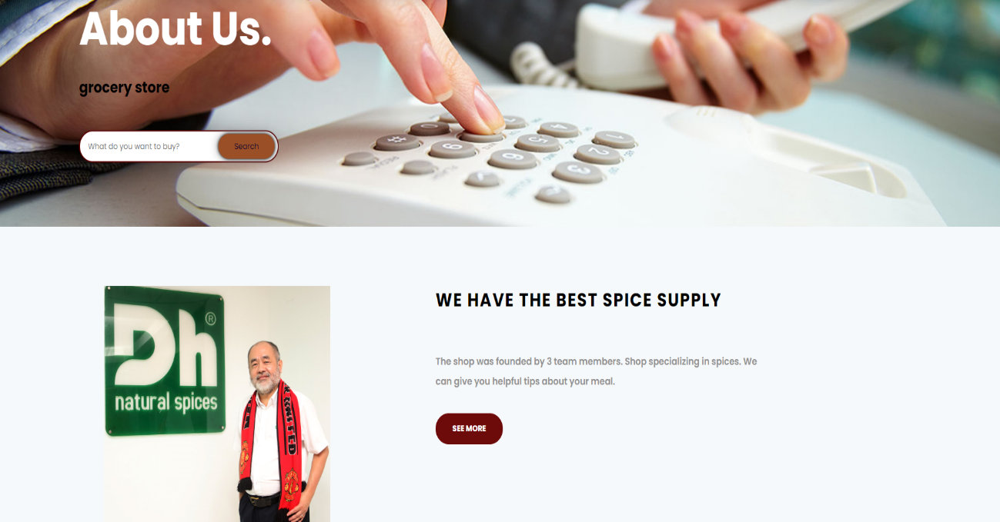 About Us.
grocery store
What do you want to buy?
Search
WE HAVE THE BEST SPICE SUPPLY
The shop was founded by 3 team members. Shop specializing in spices. We
can give you helpful tips about your meal.
SEE MORE
Dh®
natural spices
UNITED